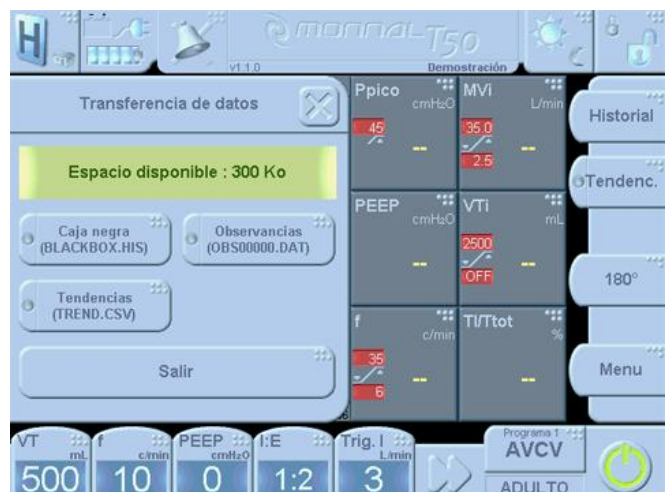 H
monnal T50
v1.1.0
Demostración
Transferencia de datos
Espacio disponible : 300 Ko
Caja negra
(BLACKBOX.HIS)
Observancias
(OBS00000.DAT)
Tendencias
(TREND.CSV)
Salir
Ppico
cmH2O
45
--
MVi
L/min
35.0
2.5
--
PEEP
cmH2O
--
VTi
mL
2500
OFF
--
f
c/min
35
6
--
TI/Ttot
%
--
Historial
Tendenc.
180°
Menu
VT
mL
500
f
c/min
10
PEEP
cmH2O
0
I:E
1:2
Trig. I
L/min
3
Programa 1
AVCV
ADULTO